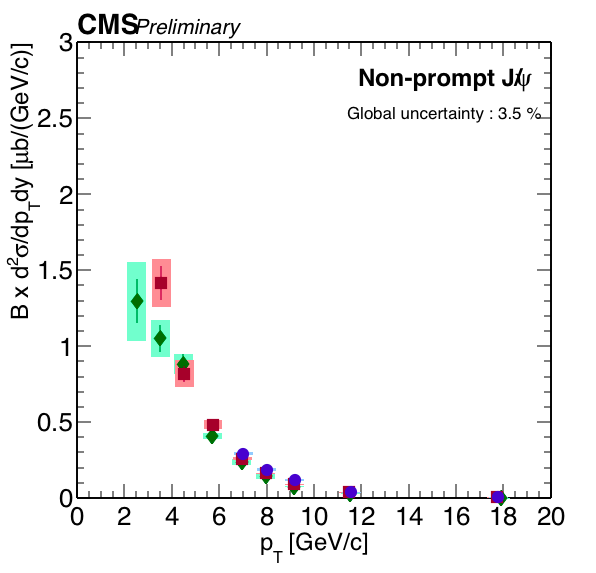 CMS Preliminary
Non-prompt J/ψ
Global uncertainty : 3.5 %
B x d²σ/dp_T dy [μb/(GeV/c)]
3
2.5
2
1.5
1
0.5
0
0 2 4 6 8 10 12 14 16 18 20
p_T [GeV/c]